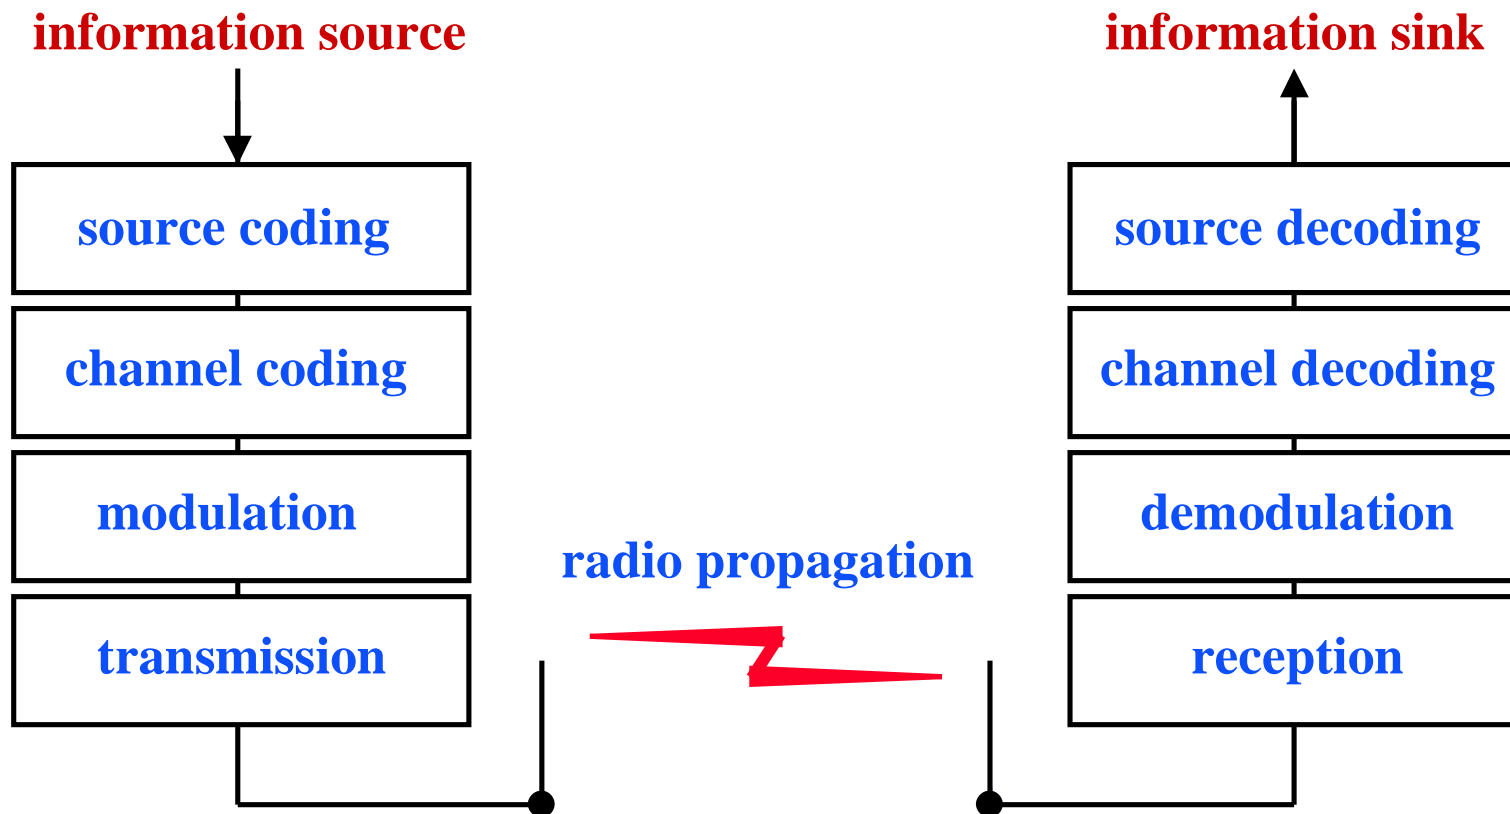 information source
information sink
source coding
source decoding
channel coding
channel decoding
modulation
demodulation
radio propagation
transmission
reception